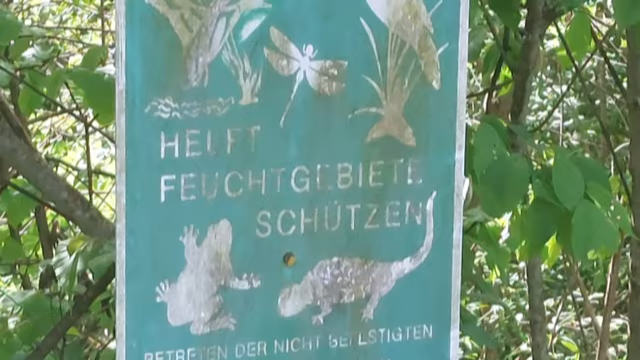 HELFT
FEUCHTGEBIETE
SCHÜTZEN
BETRETEN DER NICHT BEFESTIGTEN